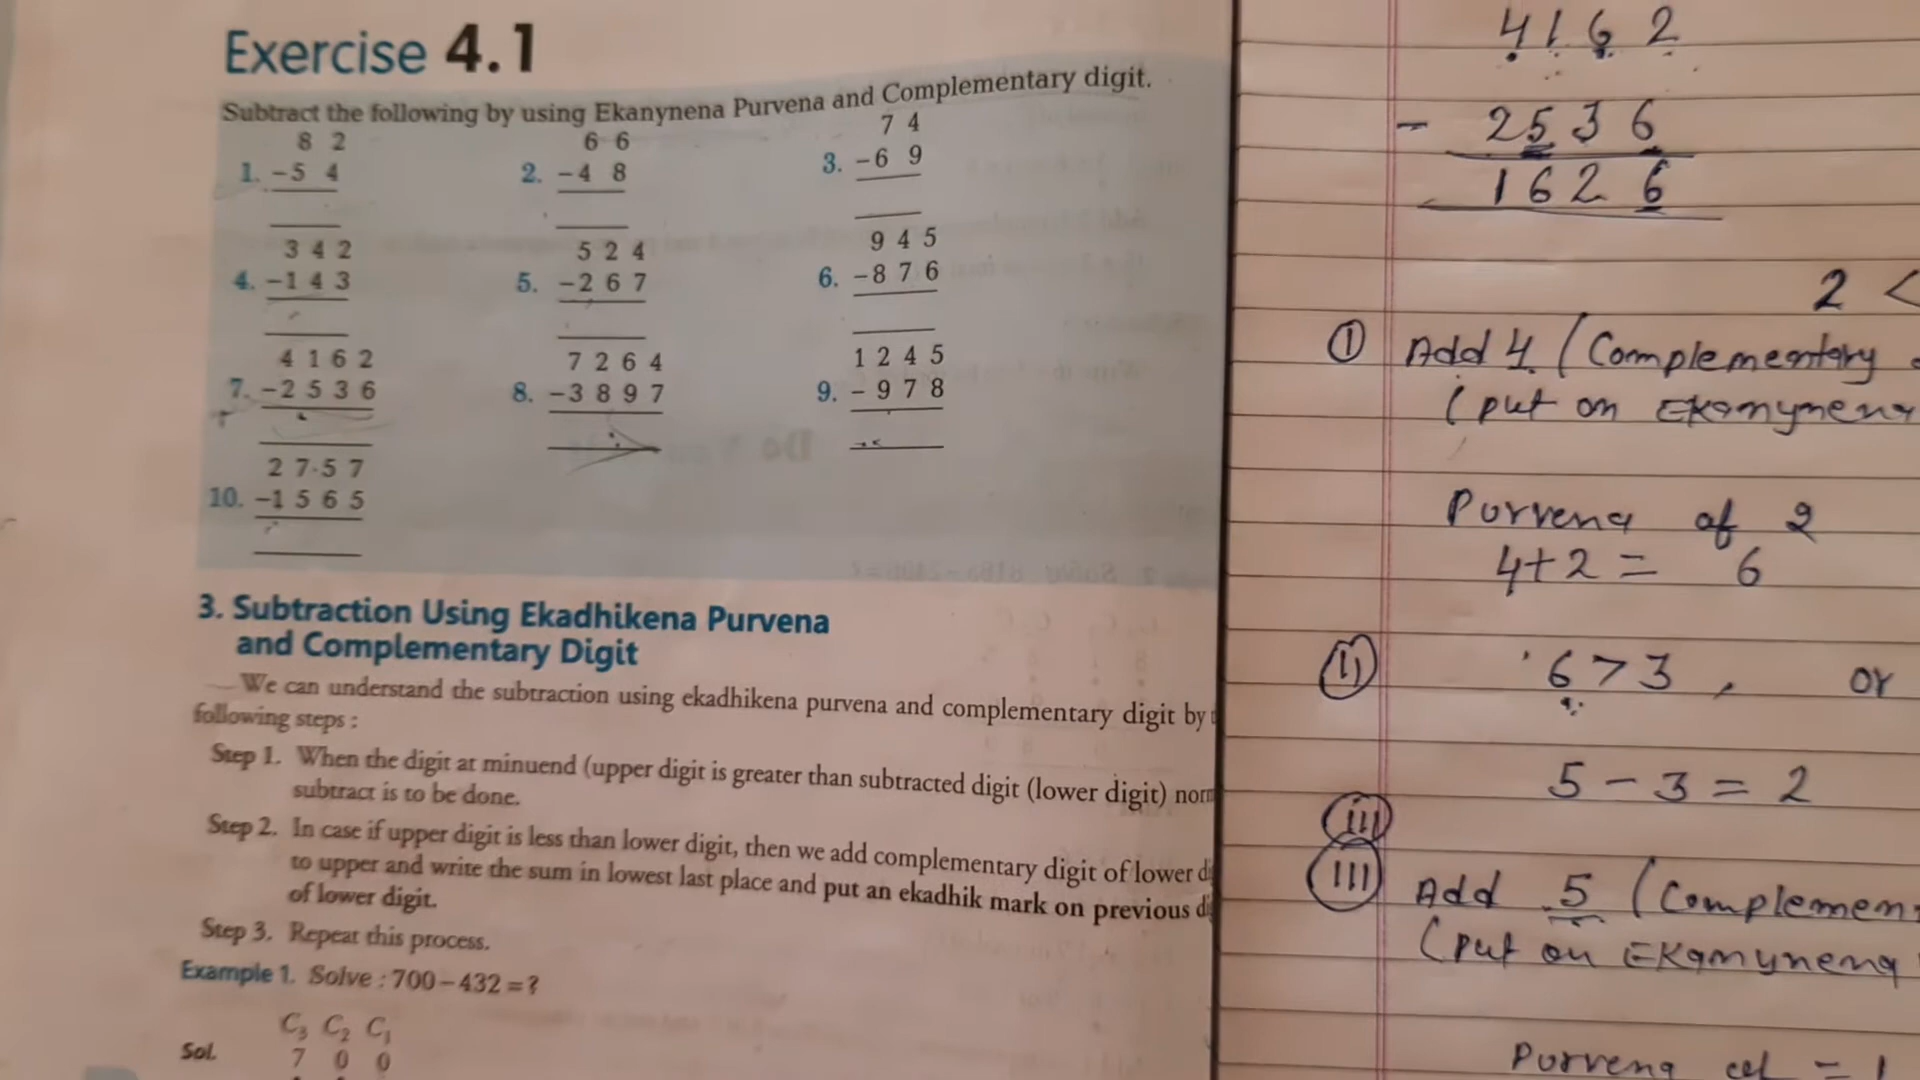 Exercise 4.1
Subtract the following by using Ekanynena Purvena and Complementary digit.
8 2
1. -5 4
6 6
2. -4 8
7 4
3. -6 9
3 4 2
4. -1 4 3
5 2 4
5. -2 6 7
9 4 5
6. -8 7 6
4 1 6 2
7. -2 5 3 6
7 2 6 4
8. -3 8 9 7
1 2 4 5
9. - 9 7 8
2 7 5 7
10. -1 5 6 5
3. Subtraction Using Ekadhikena Purvena
and Complementary Digit
We can understand the subtraction using ekadhikena purvena and complementary digit by
following steps :
Step 1. When the digit at minuend (upper digit is greater than subtracted digit (lower digit)
subtract is to be done.
Step 2. In case if upper digit is less than lower digit, then we add complementary digit of lower
to upper and write the sum in lowest last place and put an ekadhik mark on previous
of lower digit.
Step 3. Repeat this process.
Example 1. Solve : 700 - 432 = ?
C3 C2 C1
Sol. 7 0 0
4 1 6 2
- 2 5 3 6
1 6 2 6
2 <
(I) Add 4 (Complementary
(put on
Purvena of 2
4+2 = 6
(II) 6 > 3 , or
5 - 3 = 2
(III)
(III) Add 5 (Complemen
(put on
Purvena = 1